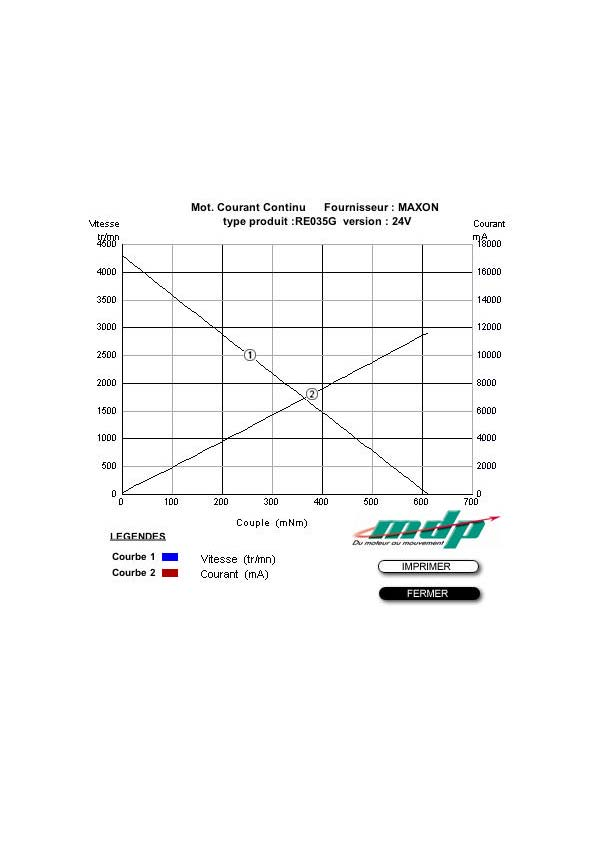 Mot. Courant Continu Fournisseur : MAXON
type produit :RE035G version : 24V
Vitesse
tr/mn
Courant
mA
4500
4000
3500
3000
2500
2000
1500
1000
500
0
18000
16000
14000
12000
10000
8000
6000
4000
2000
0
1
2
0 100 200 300 400 500 600 700
Couple (mNm)
mdp
Du moteur au mouvement
LEGENDES
Courbe 1 Vitesse (tr/mn)
Courbe 2 Courant (mA)
IMPRIMER
FERMER